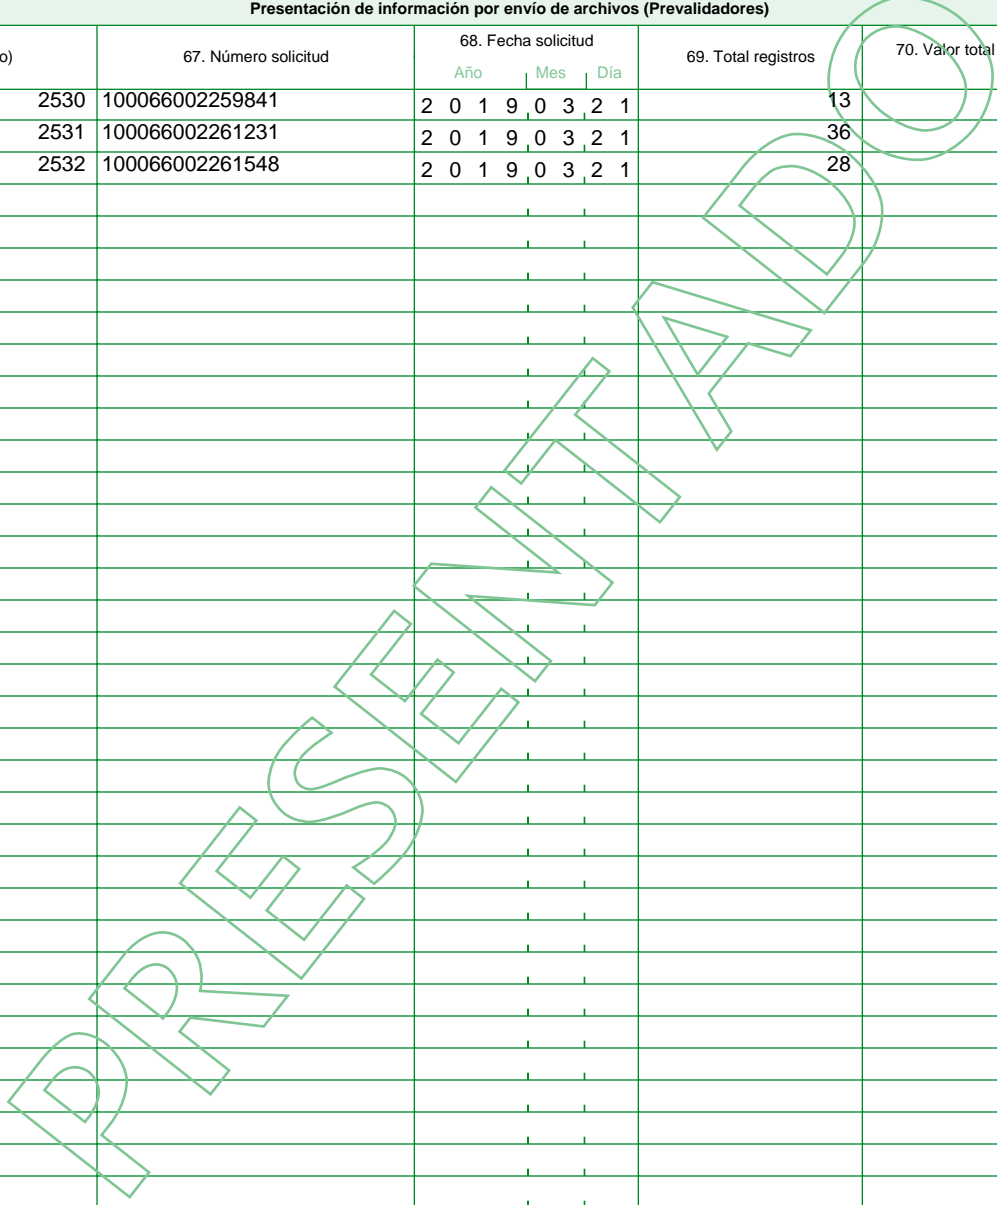 Presentación de información por envío de archivos (Prevalidadores)
o) 67. Número solicitud 68. Fecha solicitud 69. Total registros 70. Valor total
Año Mes Día
2530 100066002259841 2 0 1 9 0 3 2 1 13
2531 100066002261231 2 0 1 9 0 3 2 1 36
2532 100066002261548 2 0 1 9 0 3 2 1 28
PRESENTADO